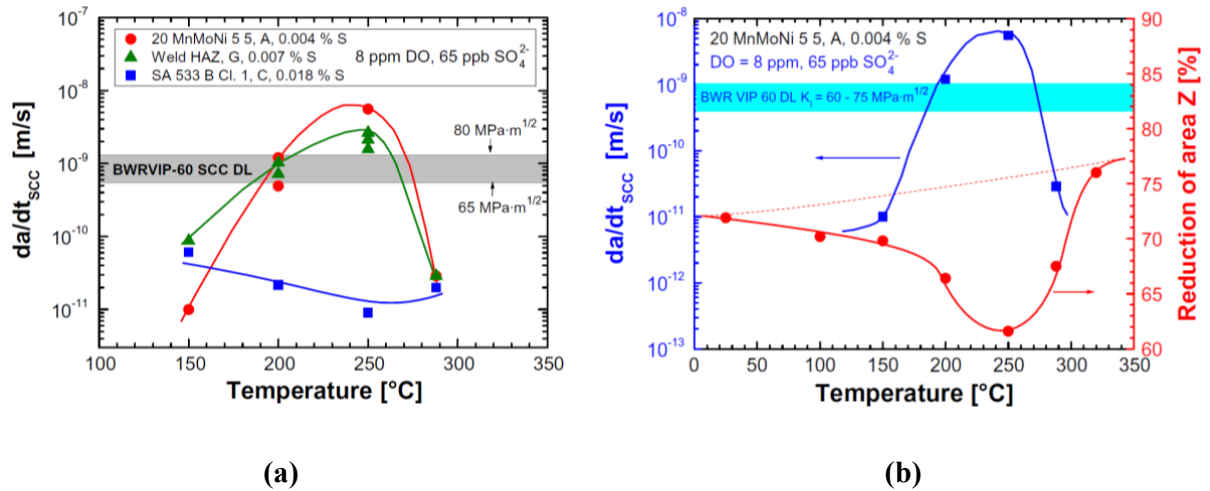 10⁻⁷
10⁻⁸
10⁻⁹
10⁻¹⁰
10⁻¹¹
da/dt_SCC [m/s]
20 MnMoNi 5 5, A, 0.004 % S
Weld HAZ, G, 0.007 % S
SA 533 B Cl. 1, C, 0.018 % S
8 ppm DO, 65 ppb SO₄²⁻
80 MPa·m^1/2
BWRVIP-60 SCC DL
65 MPa·m^1/2
100 150 200 250 300 350
Temperature [°C]
(a)
10⁻⁸
10⁻⁹
10⁻¹⁰
10⁻¹¹
10⁻¹²
10⁻¹³
da/dt_SCC [m/s]
20 MnMoNi 5 5, A, 0.004 % S
DO = 8 ppm, 65 ppb SO₄²⁻
BWR VIP 60 DL K_I = 60 - 75 MPa·m^1/2
90
85
80
75
70
65
60
Reduction of area Z [%]
0 50 100 150 200 250 300 350
Temperature [°C]
(b)